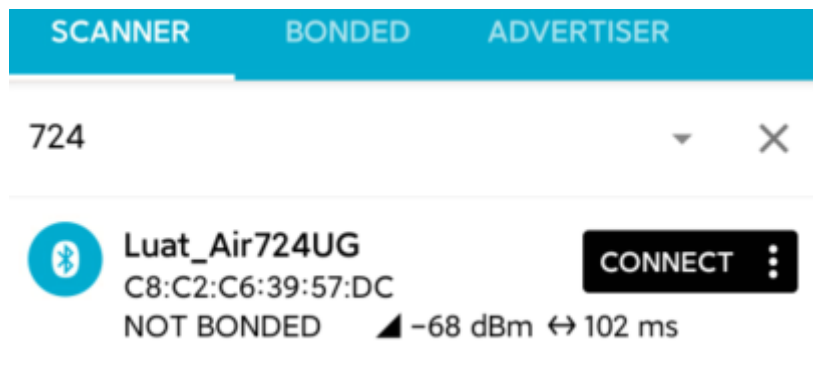 SCANNER BONDED ADVERTISER
724
Luat_Air724UG
CONNECT
C8:C2:C6:39:57:DC
NOT BONDED -68 dBm ↔ 102 ms